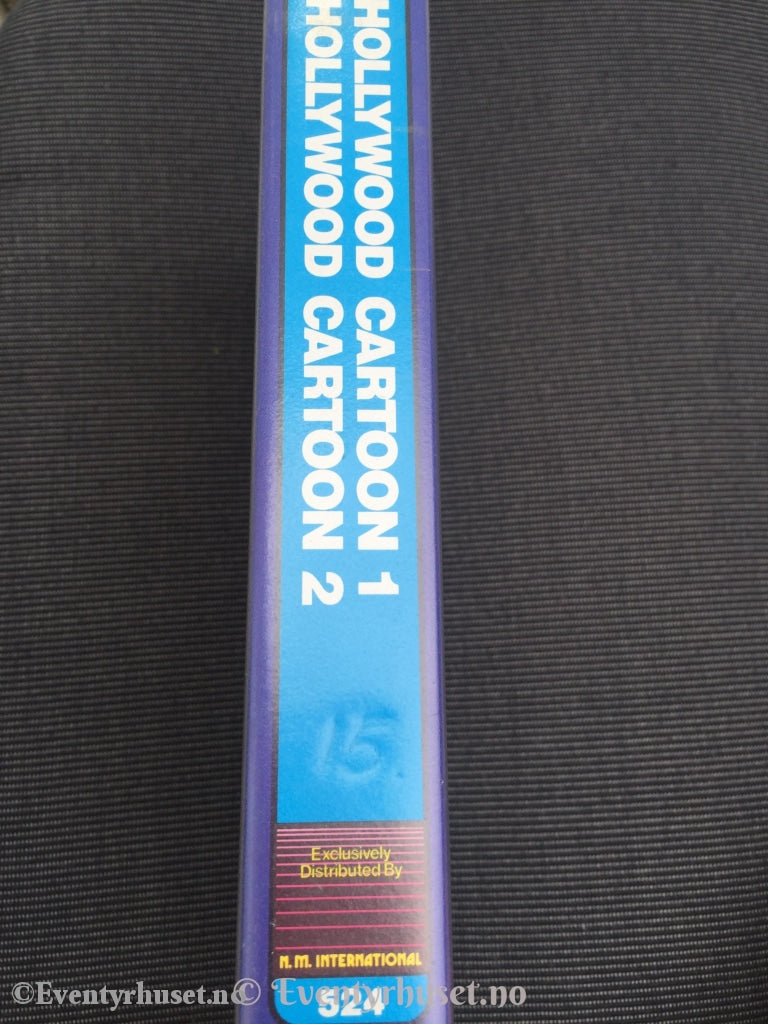 HOLLYWOOD CARTOON 1
HOLLYWOOD CARTOON 2
15.
Exclusively
Distributed By
N. M. INTERNATIONAL
524
©Eventyrhuset.no
© Eventyrhuset.no